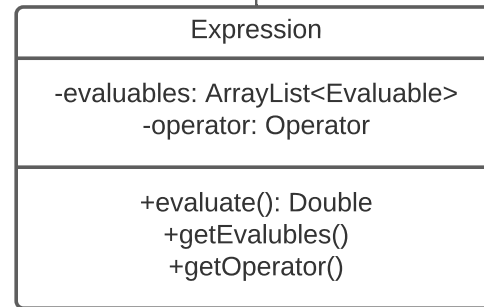 Expression
-evaluables: ArrayList<Evaluable>
-operator: Operator
+evaluate(): Double
+getEvalubles()
+getOperator()